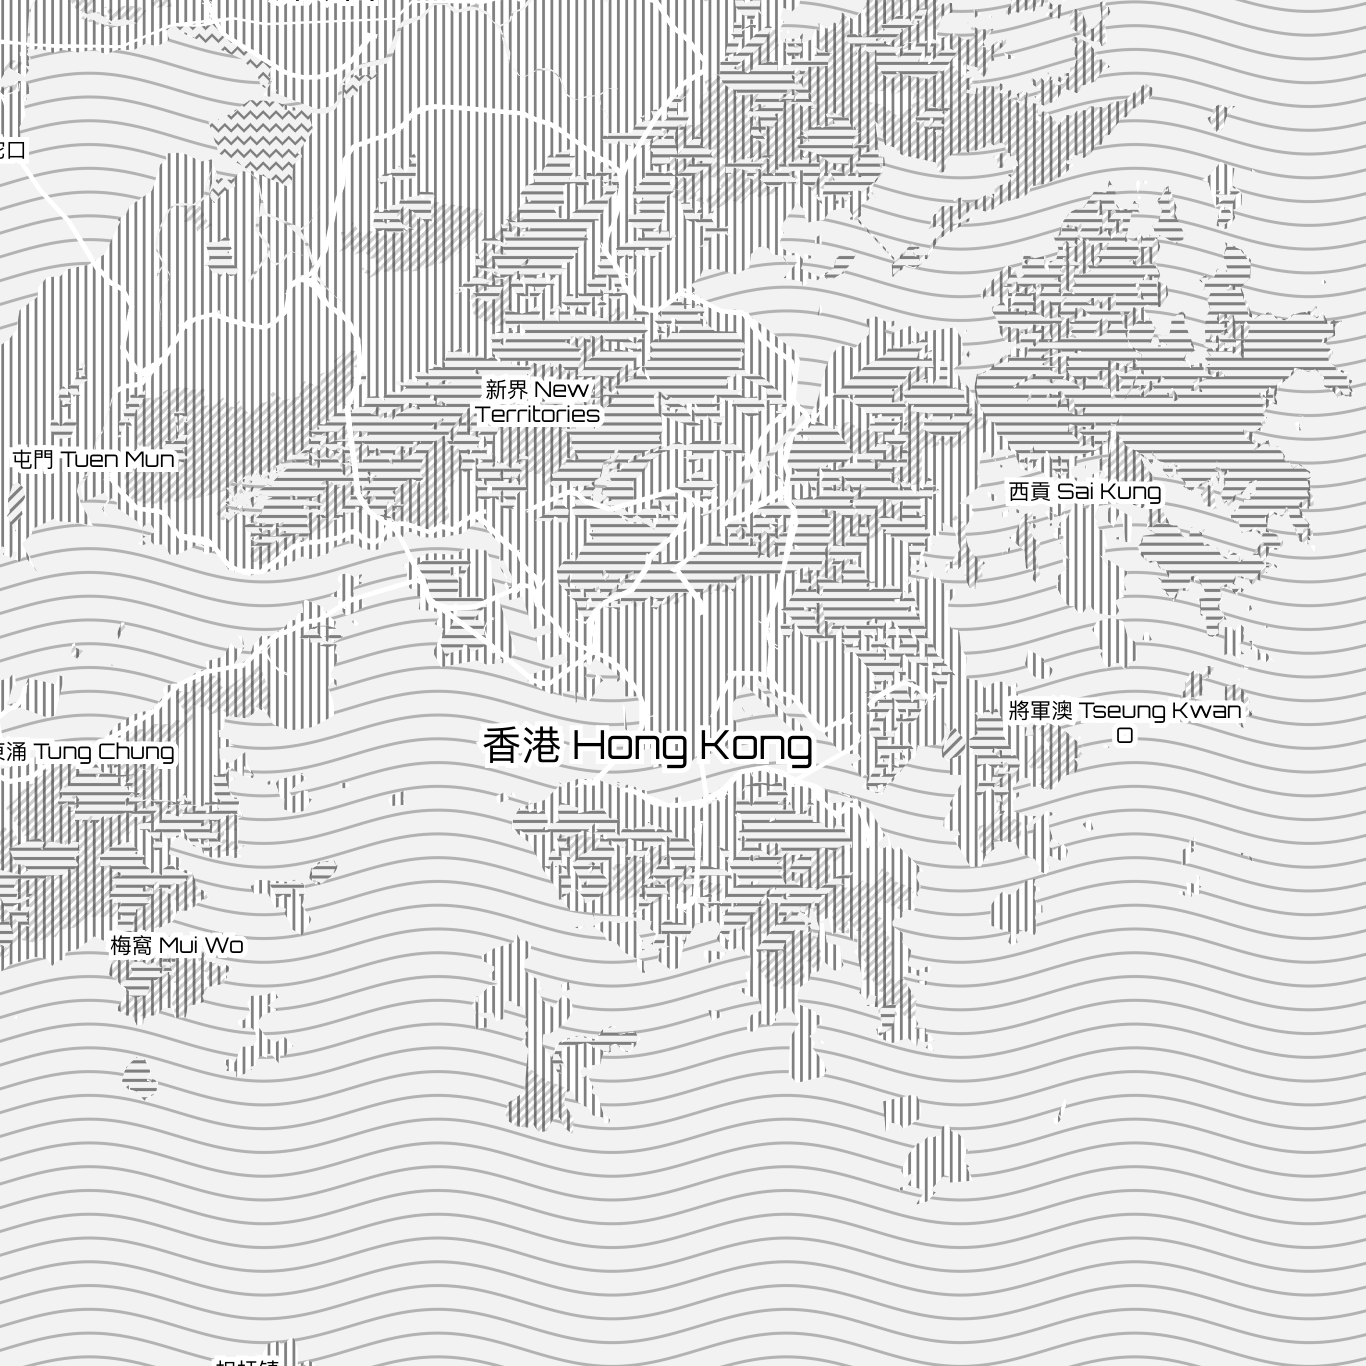 新界 New
Territories
屯門 Tuen Mun
西貢 Sai Kung
將軍澳 Tseung Kwan
O
香港 Hong Kong
Tung Chung
梅窩 Mui Wo